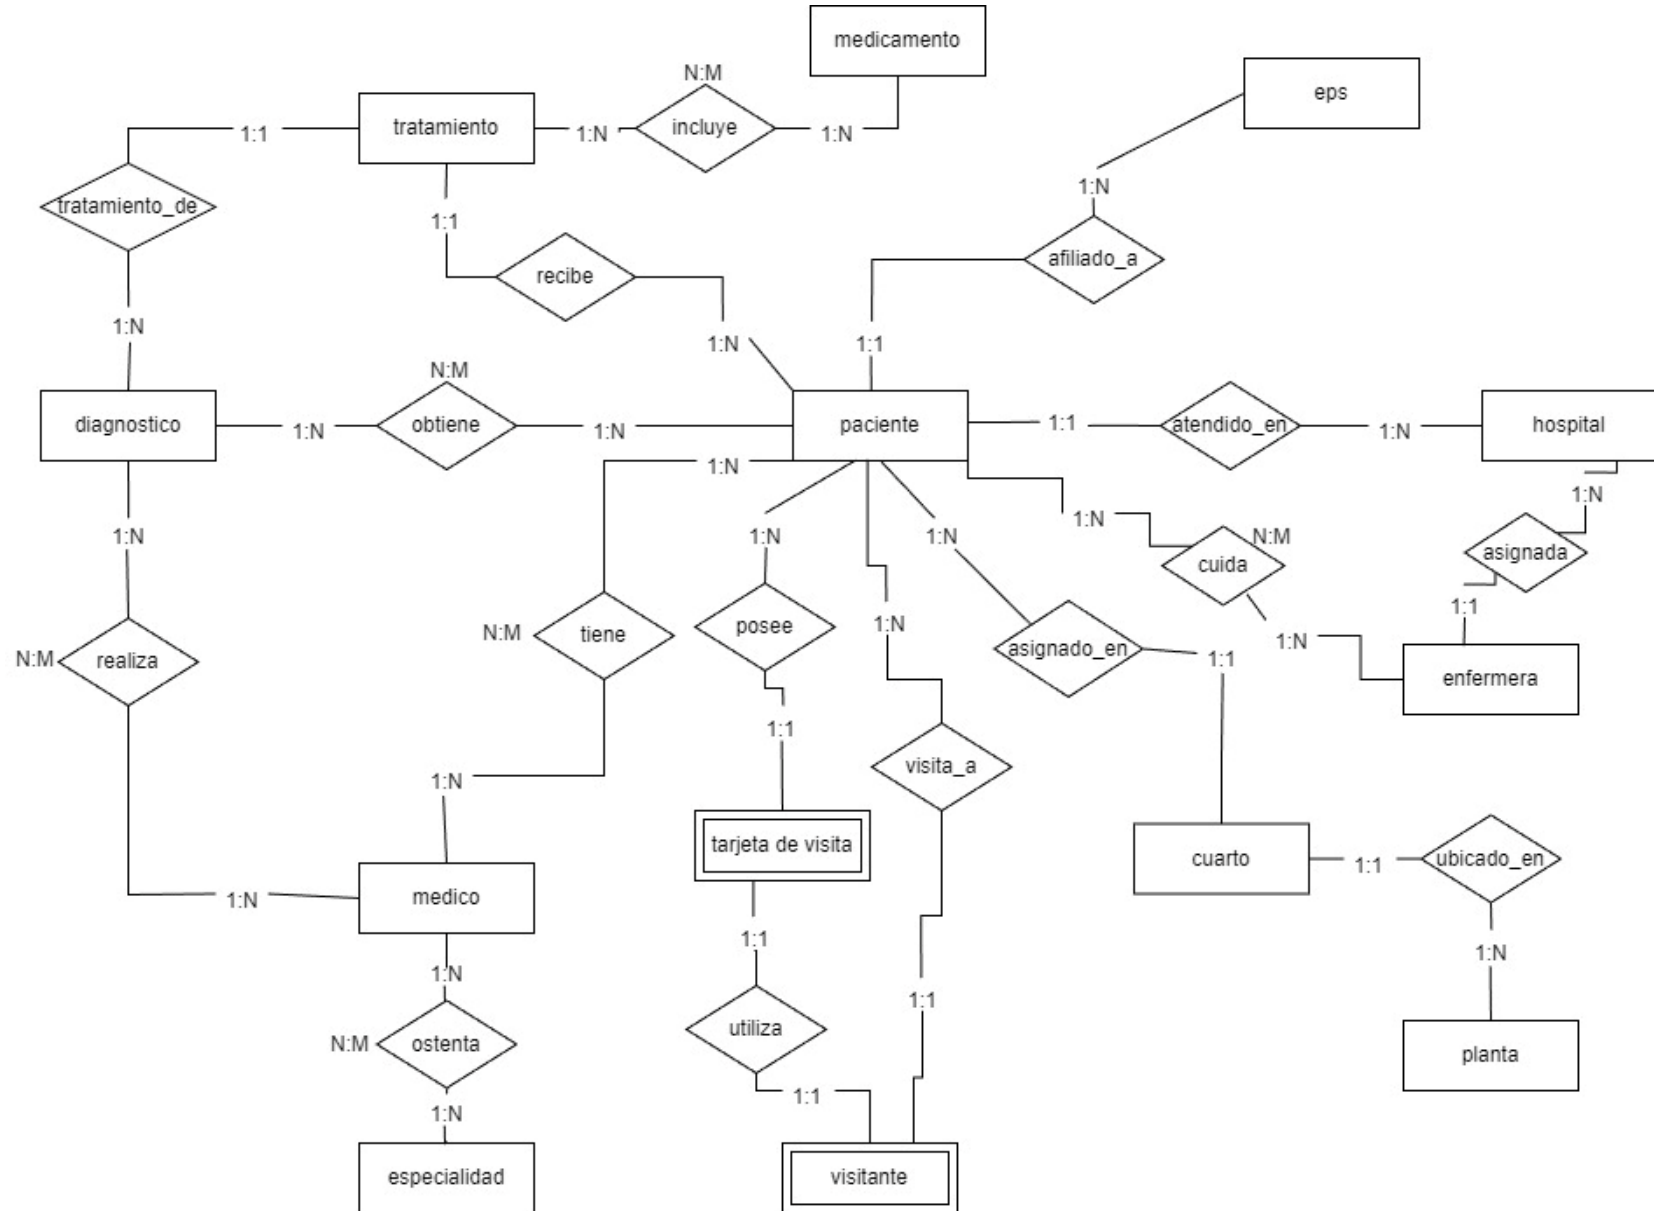 medicamento
eps
N:M
tratamiento
1:1
1:N
incluye
1:N
1:N
tratamiento_de
1:1
recibe
afiliado_a
1:N
1:N
1:1
N:M
diagnostico
1:N
obtiene
1:N
paciente
1:1
atendido_en
1:N
hospital
1:N
1:N
1:N
1:N
1:N
1:N
N:M
asignada
cuida
1:1
N:M
tiene
posee
1:N
1:N
asignado_en
1:1
N:M
realiza
enfermera
1:1
visita_a
1:N
tarjeta de visita
cuarto
1:1
ubicado_en
1:N
medico
1:1
1:N
1:N
1:1
N:M
ostenta
utiliza
planta
1:1
1:N
especialidad
visitante